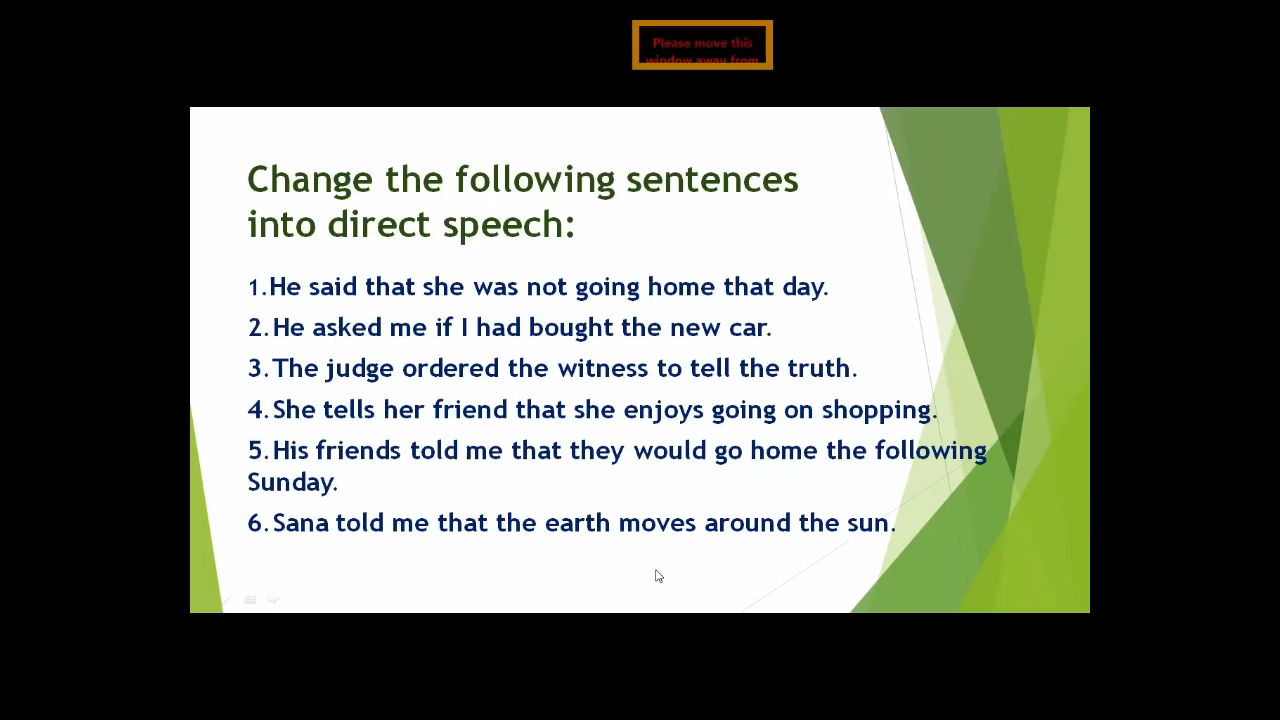 Please move this
window away from
Change the following sentences
into direct speech:
1.He said that she was not going home that day.
2.He asked me if I had bought the new car.
3.The judge ordered the witness to tell the truth.
4.She tells her friend that she enjoys going on shopping.
5.His friends told me that they would go home the following
Sunday.
6.Sana told me that the earth moves around the sun.